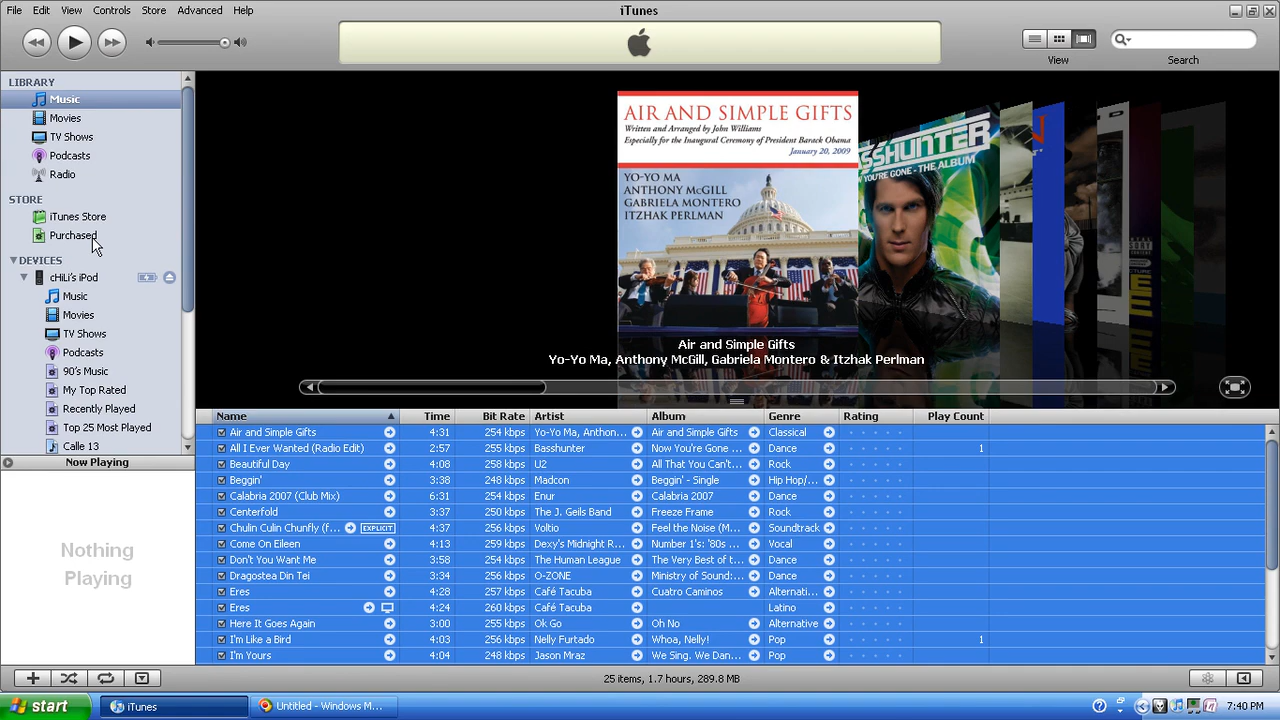 File Edit View Controls Store Advanced Help
iTunes
View
Search
LIBRARY
Music
Movies
TV Shows
Podcasts
Radio
STORE
iTunes Store
Purchased
DEVICES
cHiLi's iPod
Music
Movies
TV Shows
Podcasts
90's Music
My Top Rated
Recently Played
Top 25 Most Played
Calle 13
Now Playing
Nothing
Playing
AIR AND SIMPLE GIFTS
Written and Arranged by John Williams
Especially for the Inaugural Ceremony of President Barack Obama
January 20, 2009
YO-YO MA
ANTHONY McGILL
GABRIELA MONTERO
ITZHAK PERLMAN
SSHUNTER
YOU'RE GONE - THE ALBUM
Air and Simple Gifts
Yo-Yo Ma, Anthony McGill, Gabriela Montero & Itzhak Perlman
Name Time Bit Rate Artist Album Genre Rating Play Count
Air and Simple Gifts 4:31 254 kbps Yo-Yo Ma, Anthon... Air and Simple Gifts Classical
All I Ever Wanted (Radio Edit) 2:57 255 kbps Basshunter Now You're Gone ... Dance 1
Beautiful Day 4:08 258 kbps U2 All That You Can't... Rock
Beggin' 3:38 248 kbps Madcon Beggin' - Single Hip Hop/...
Calabria 2007 (Club Mix) 6:31 254 kbps Enur Calabria 2007 Dance
Centerfold 3:37 250 kbps The J. Geils Band Freeze Frame Rock
Chulin Culin Chunfly (f... EXPLICIT 4:37 256 kbps Voltio Feel the Noise (M... Soundtrack
Come On Eileen 4:13 259 kbps Dexy's Midnight R... Number 1's: '80s ... Vocal
Don't You Want Me 3:58 254 kbps The Human League The Very Best of t... Dance
Dragostea Din Tei 3:34 256 kbps O-ZONE Ministry of Sound:... Dance
Eres 4:28 257 kbps Café Tacuba Cuatro Caminos Alternati...
Eres 4:24 260 kbps Café Tacuba Latino
Here It Goes Again 3:00 255 kbps Ok Go Oh No Alternative
I'm Like a Bird 4:03 256 kbps Nelly Furtado Whoa, Nelly! Pop 1
I'm Yours 4:04 248 kbps Jason Mraz We Sing. We Dan... Pop
25 items, 1.7 hours, 289.8 MB
start iTunes Untitled - Windows M... 7:40 PM